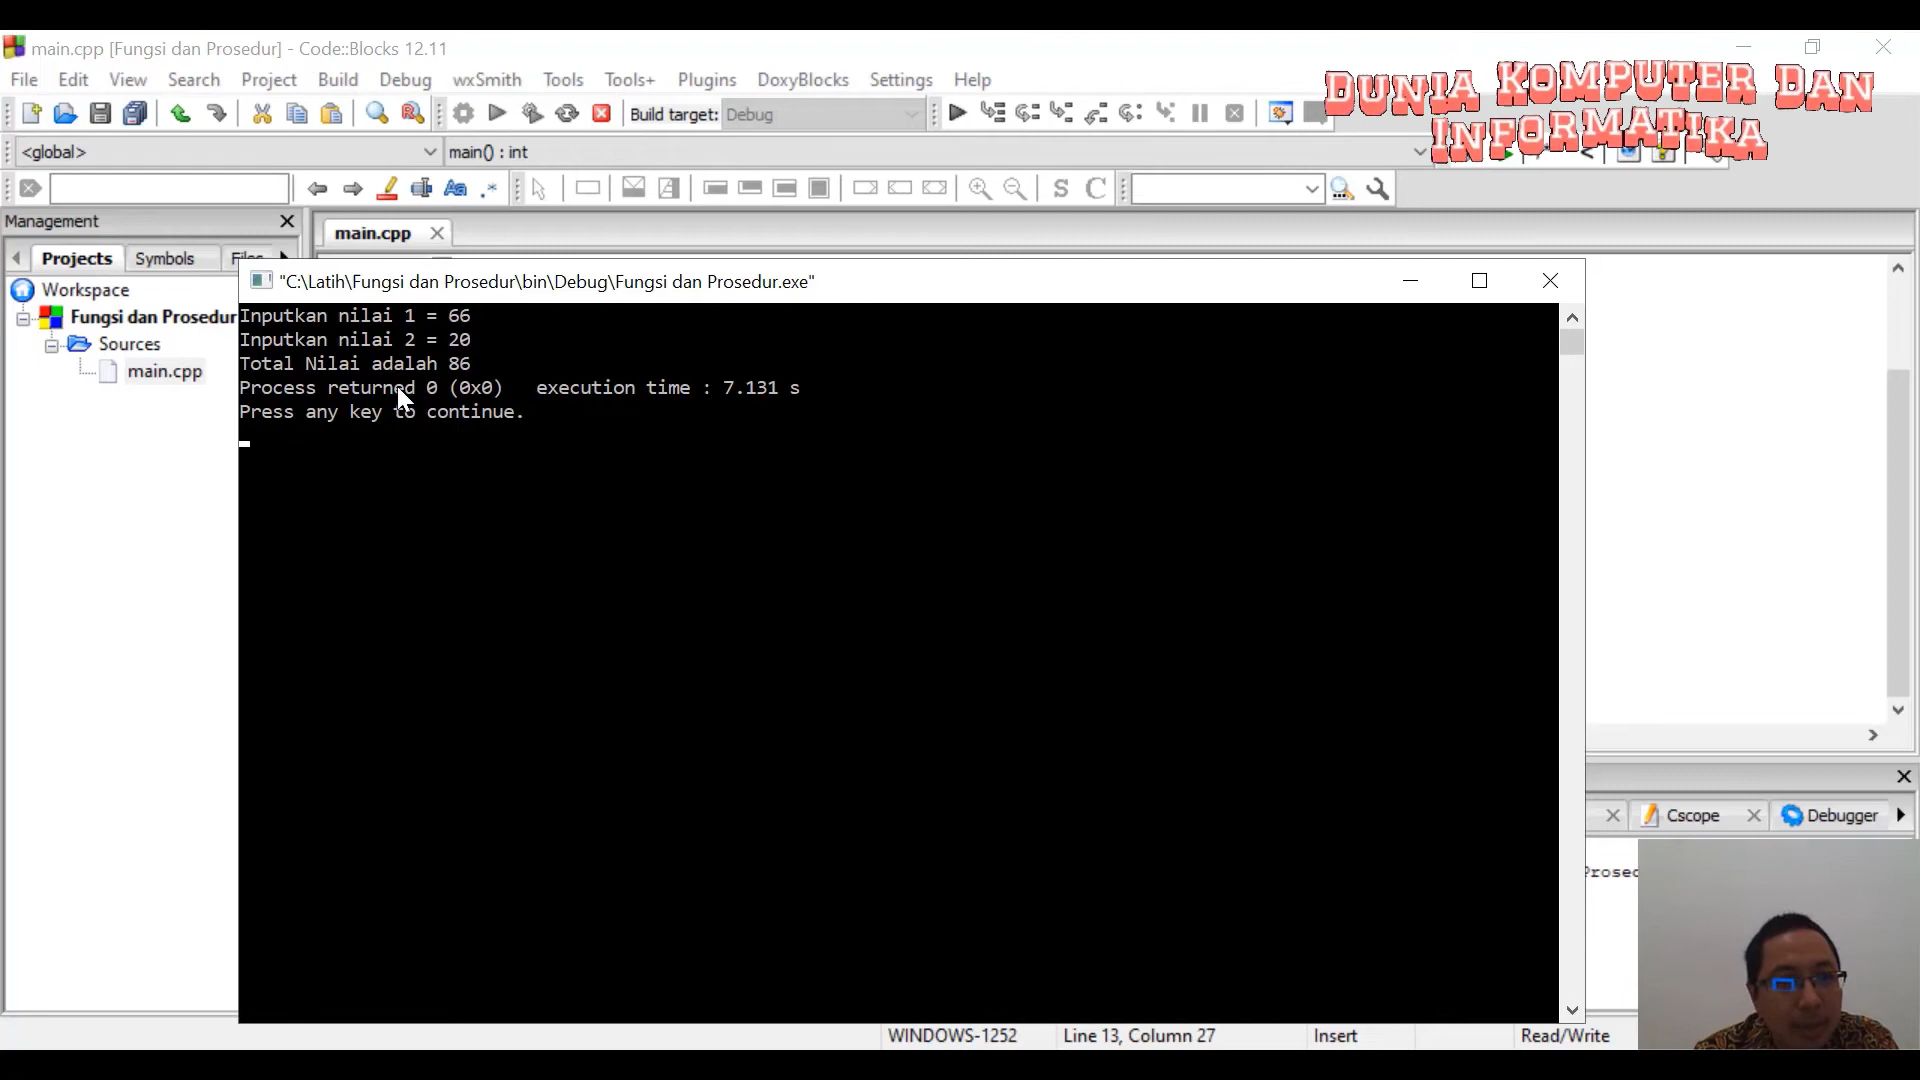 main.cpp [Fungsi dan Prosedur] - Code::Blocks 12.11
File Edit View Search Project Build Debug wxSmith Tools Tools+ Plugins DoxyBlocks Settings Help
DUNIA KOMPUTER DAN
INFORMATIKA
Build target: Debug
<global> main() : int
S C
Management
main.cpp
Projects Symbols
"C:\Latih\Fungsi dan Prosedur\bin\Debug\Fungsi dan Prosedur.exe"
Workspace
Fungsi dan Prosedur
Sources
main.cpp
Inputkan nilai 1 = 66
Inputkan nilai 2 = 20
Total Nilai adalah 86
Process returned 0 (0x0) execution time : 7.131 s
Press any key to continue.
Cscope Debugger
WINDOWS-1252 Line 13, Column 27 Insert Read/Write